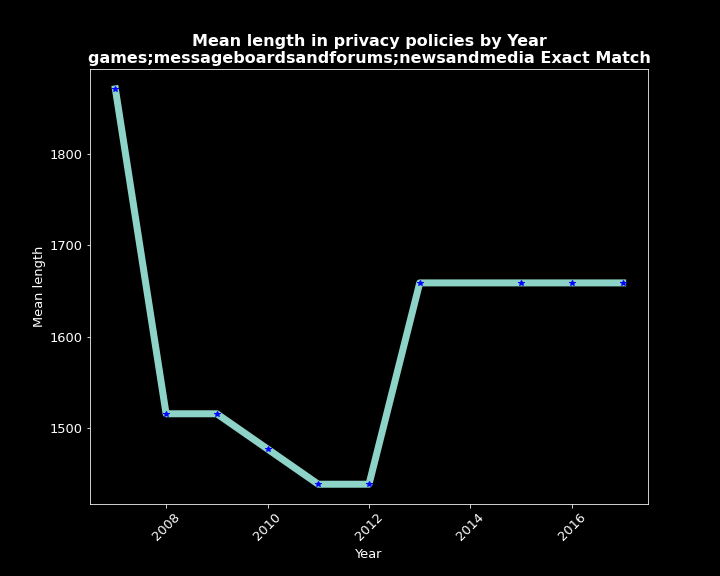 Mean length in privacy policies by Year
games;messageboardsandforums;newsandmedia Exact Match
1800
1700
1600
1500
Mean length
2008
2010
2012
2014
2016
Year